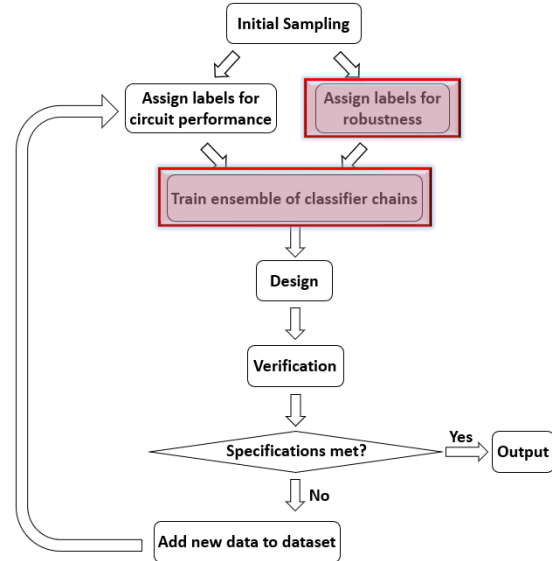 Initial Sampling
Assign labels for
circuit performance
Assign labels for
robustness
Train ensemble of classifier chains
Design
Verification
Specifications met?
Yes
Output
No
Add new data to dataset